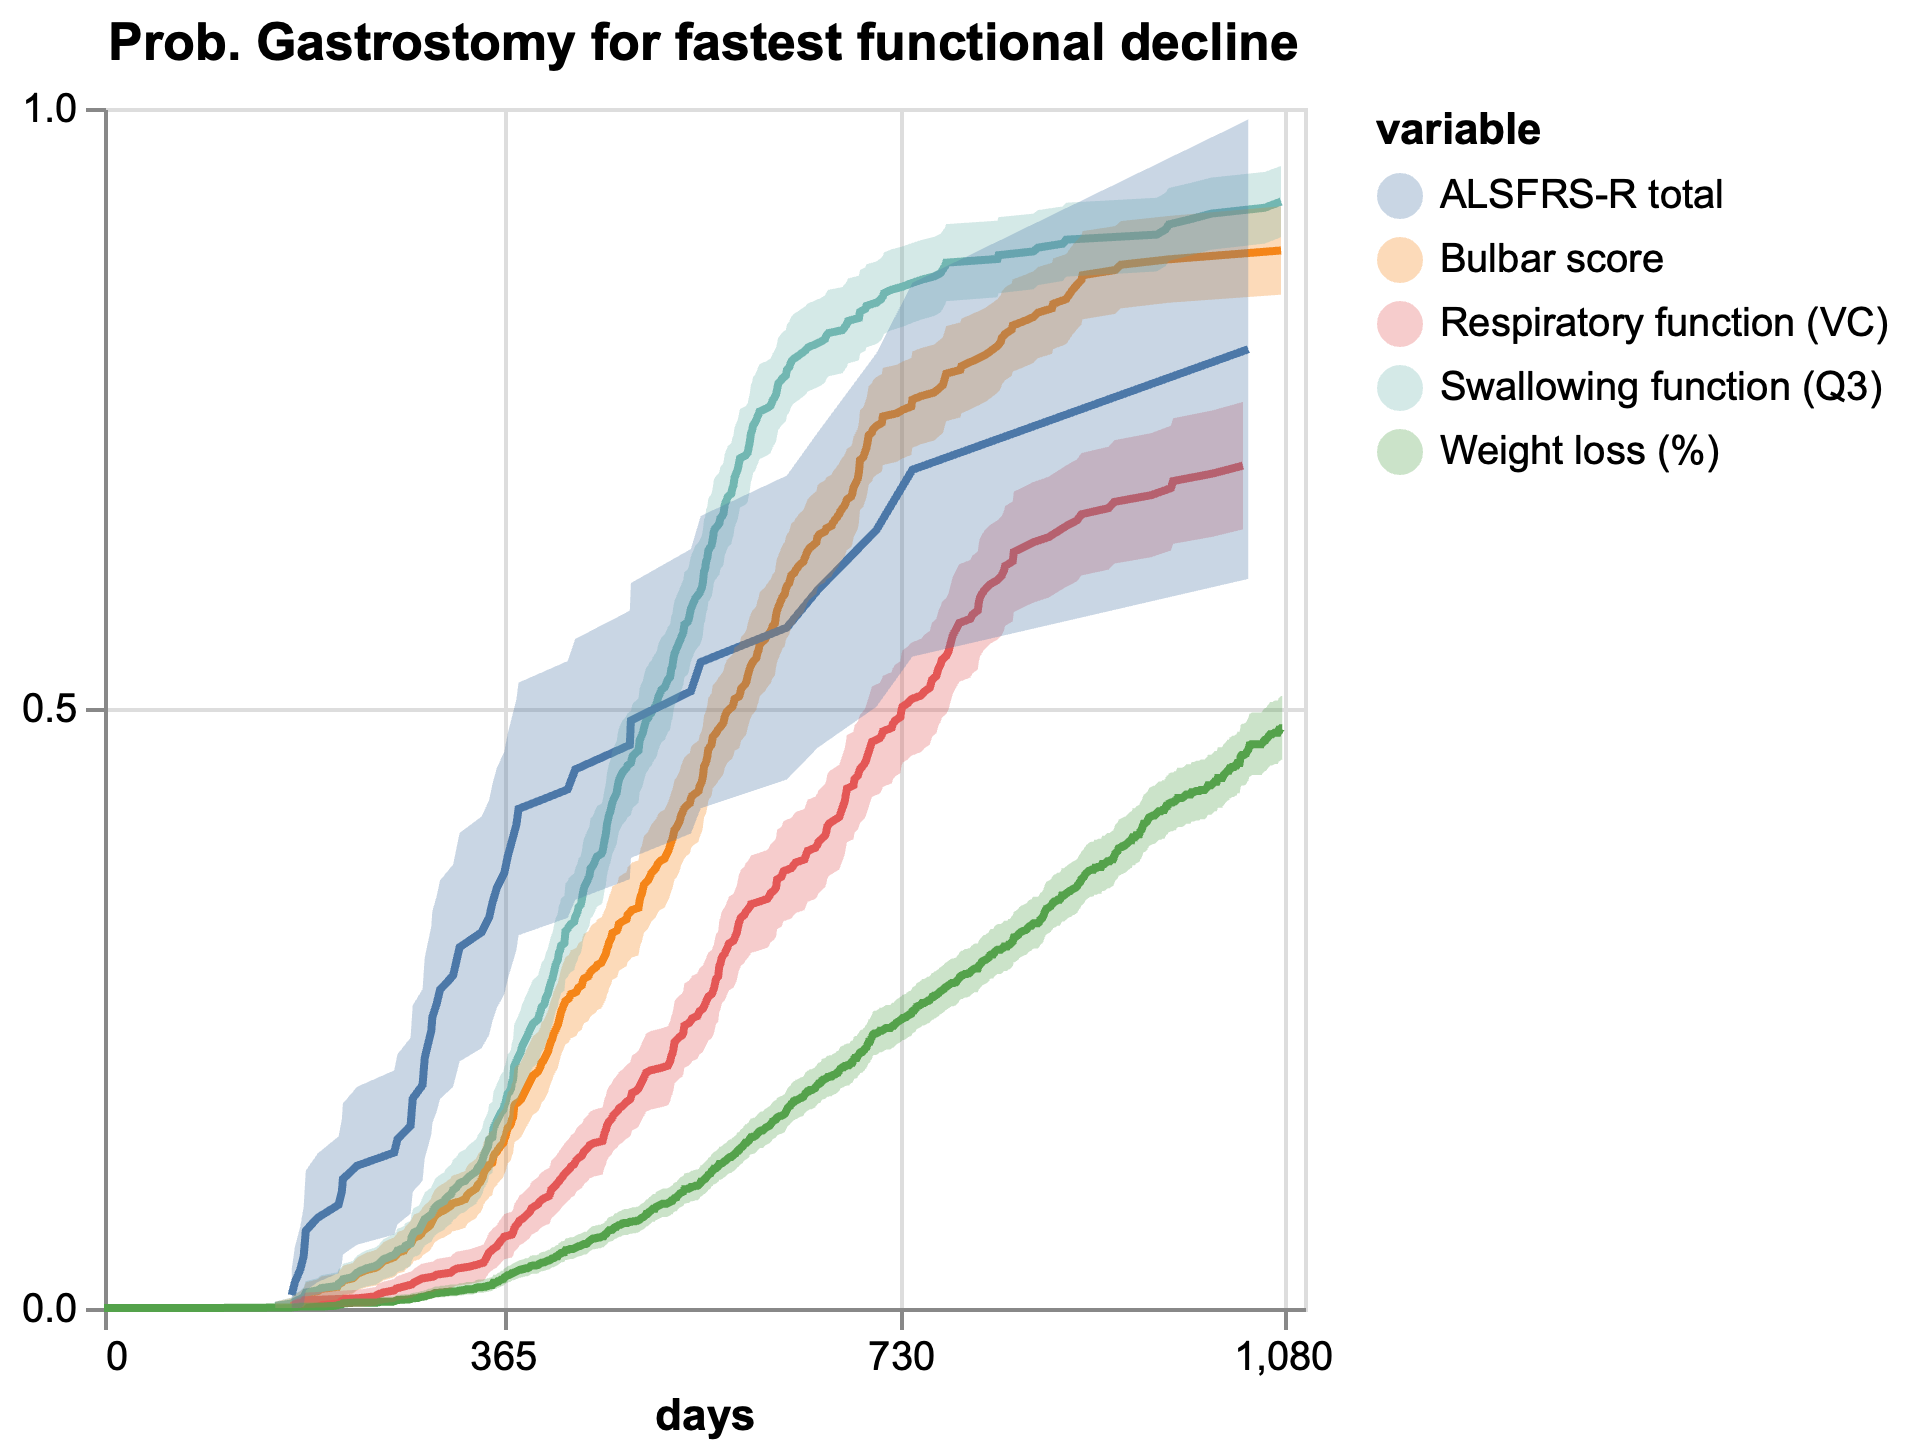 Prob. Gastrostomy for fastest functional decline
1.0
0.5
0.0
0
365
730
1,080
days
variable
ALSFRS-R total
Bulbar score
Respiratory function (VC)
Swallowing function (Q3)
Weight loss (%)